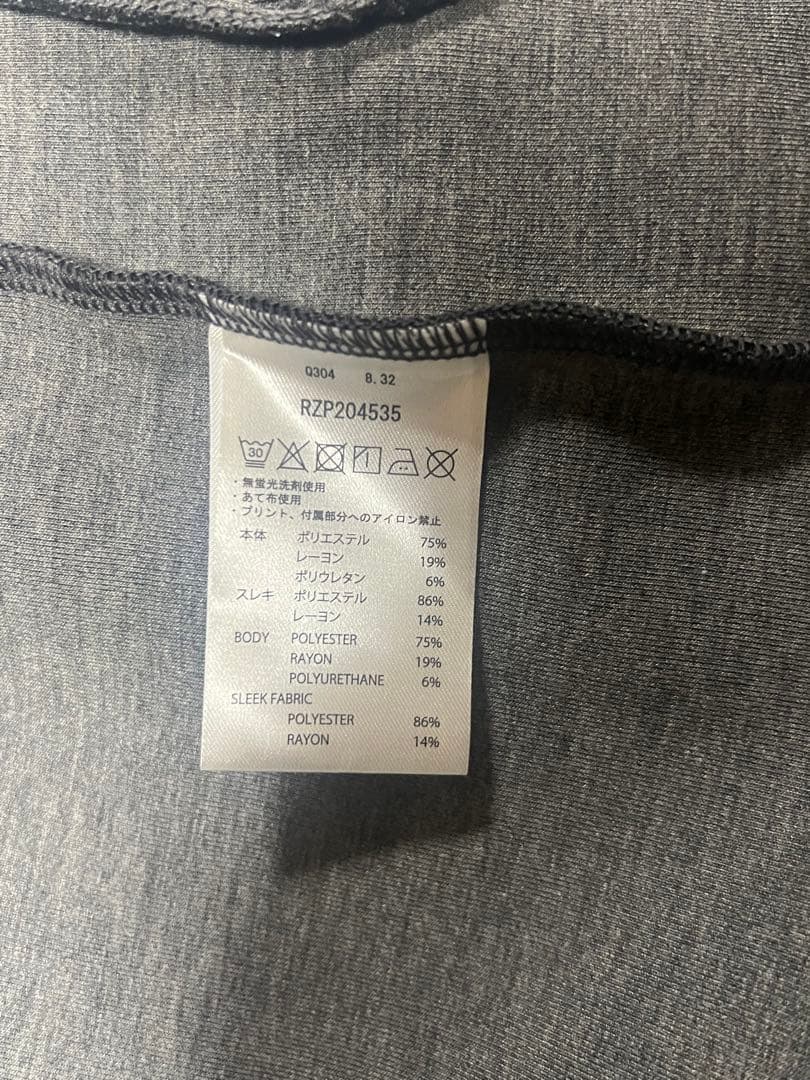 Q304 8.32
RZP204535
30
・無蛍光洗剤使用
・あて布使用
・プリント、付属部分へのアイロン禁止
本体 ポリエステル 75%
レーヨン 19%
ポリウレタン 6%
スレキ ポリエステル 86%
レーヨン 14%
BODY POLYESTER 75%
RAYON 19%
POLYURETHANE 6%
SLEEK FABRIC
POLYESTER 86%
RAYON 14%